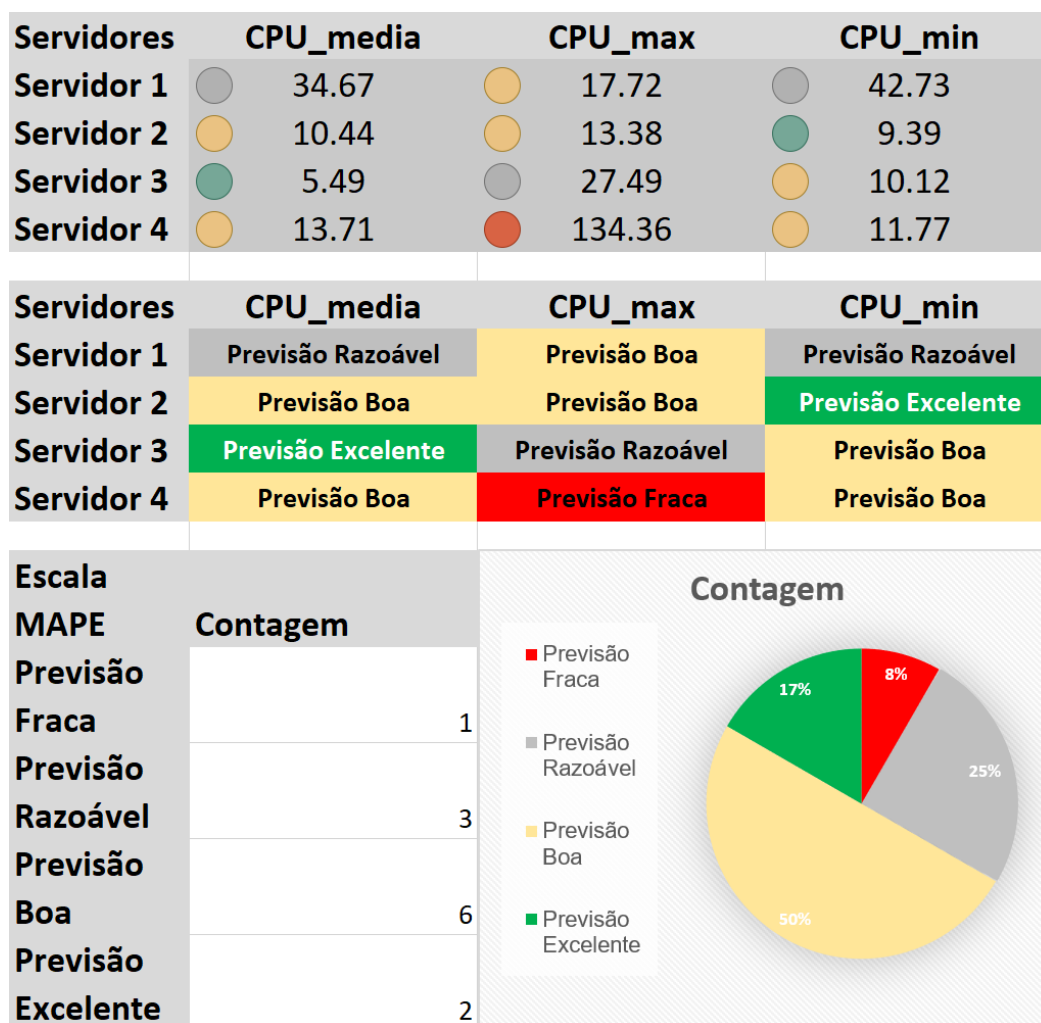 Servidores CPU_media CPU_max CPU_min
Servidor 1 34.67 17.72 42.73
Servidor 2 10.44 13.38 9.39
Servidor 3 5.49 27.49 10.12
Servidor 4 13.71 134.36 11.77
Servidores CPU_media CPU_max CPU_min
Servidor 1 Previsão Razoável Previsão Boa Previsão Razoável
Servidor 2 Previsão Boa Previsão Boa Previsão Excelente
Servidor 3 Previsão Excelente Previsão Razoável Previsão Boa
Servidor 4 Previsão Boa Previsão Fraca Previsão Boa
Escala
MAPE Contagem
Previsão
Fraca 1
Previsão
Razoável 3
Previsão
Boa 6
Previsão
Excelente 2
Contagem
Previsão
Fraca
Previsão
Razoável
Previsão
Boa
Previsão
Excelente
8%
17%
25%
50%